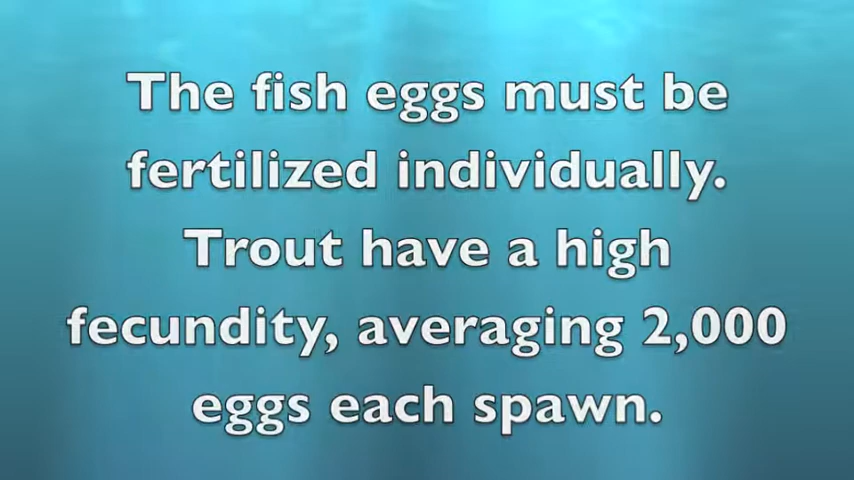 The fish eggs must be
fertilized individually.
Trout have a high
fecundity, averaging 2,000
eggs each spawn.